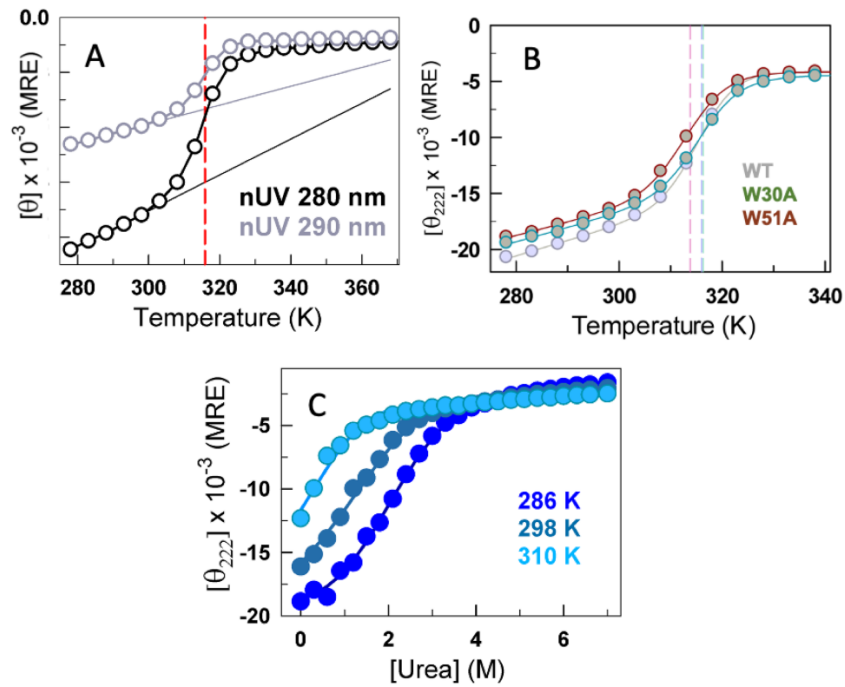 A
0.0
[θ] x 10⁻³ (MRE)
nUV 280 nm
nUV 290 nm
280 300 320 340 360
Temperature (K)
B
0
-5
-10
-15
-20
[θ₂₂₂] x 10⁻³ (MRE)
WT
W30A
W51A
280 300 320 340
Temperature (K)
C
-5
-10
-15
-20
[θ₂₂₂] x 10⁻³ (MRE)
286 K
298 K
310 K
0 2 4 6
[Urea] (M)